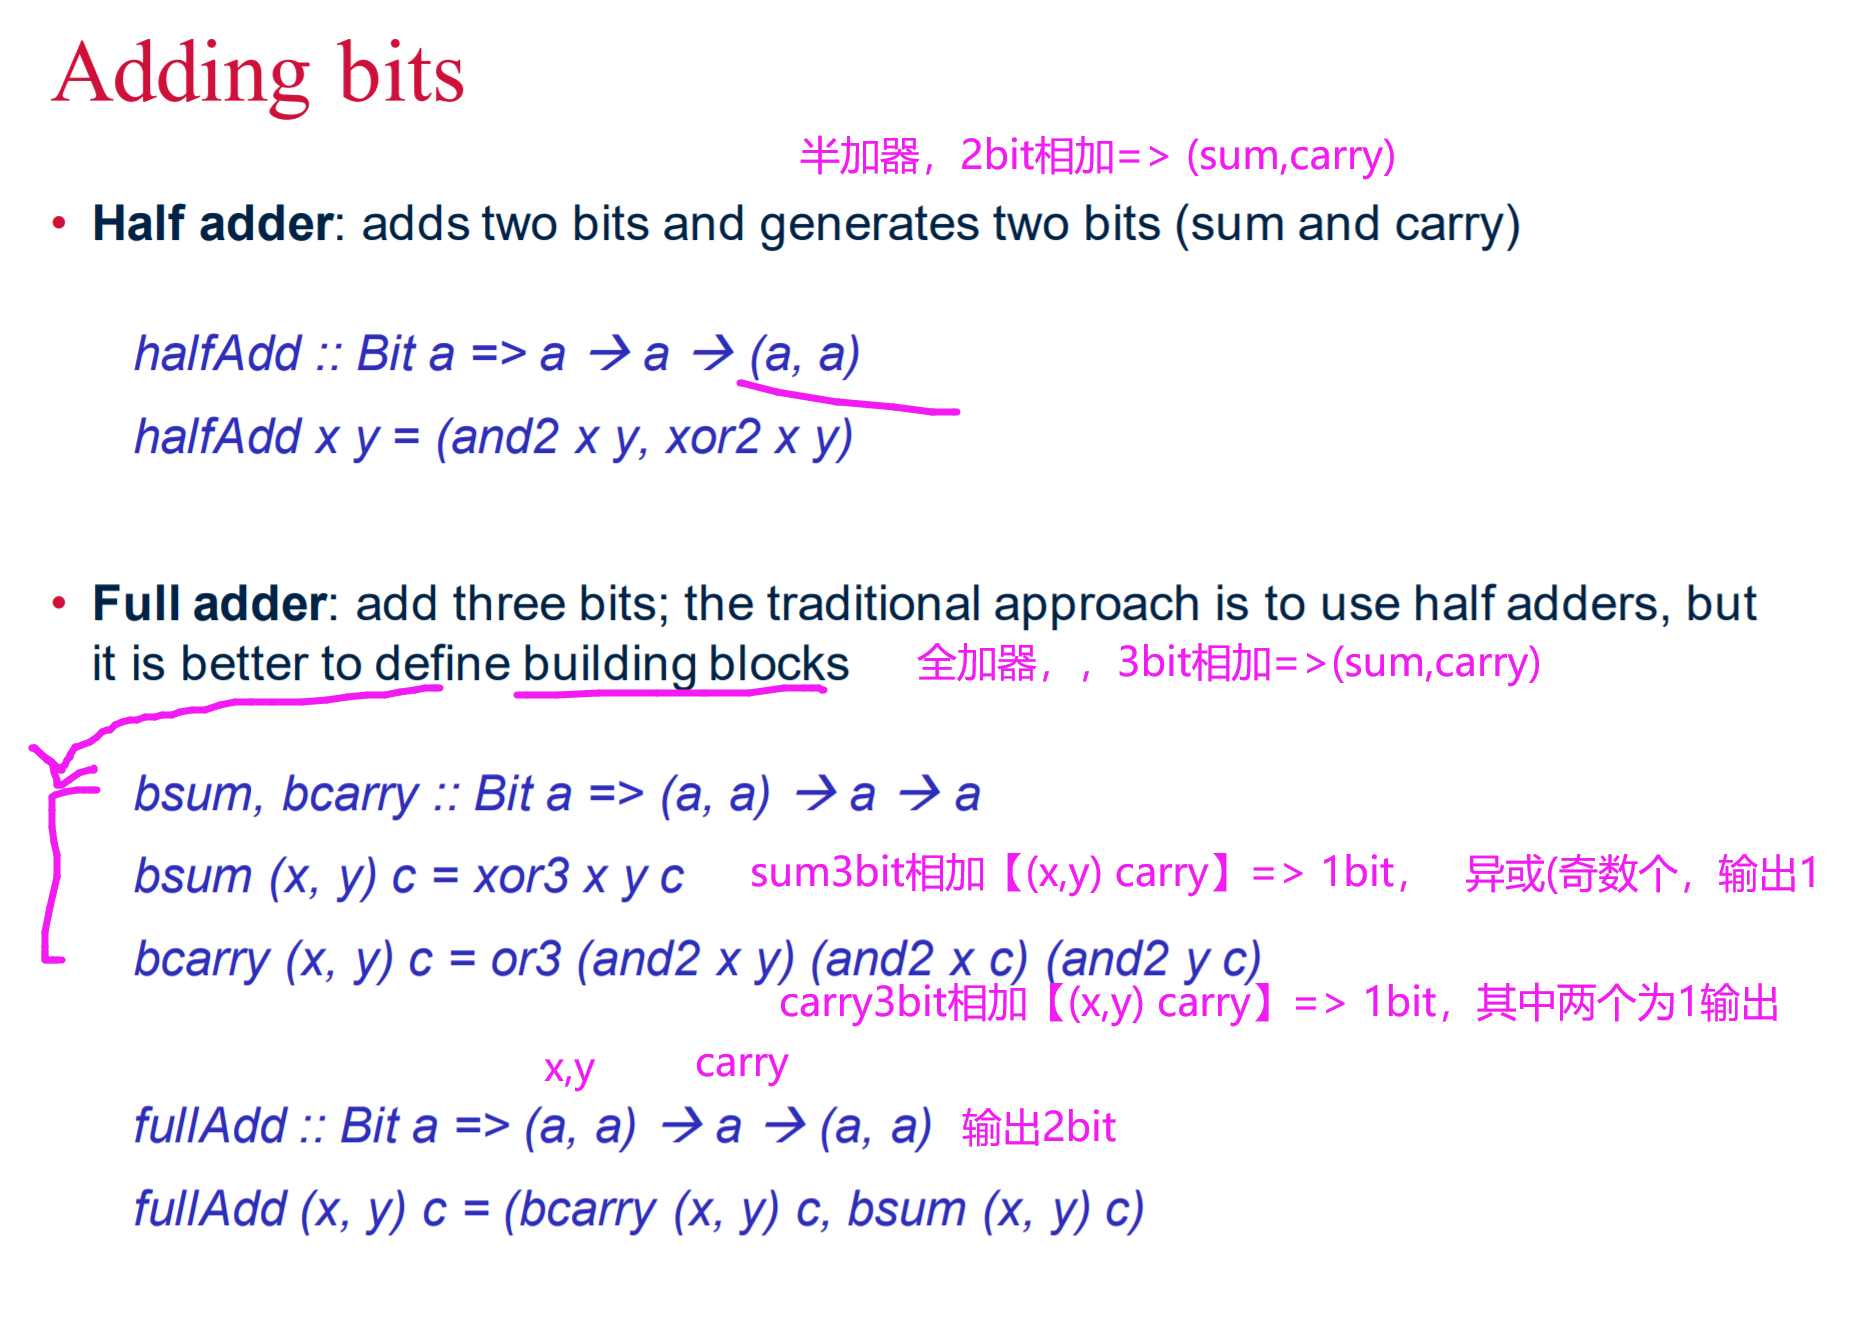 Adding bits
半加器，2bit相加=> (sum,carry)
• Half adder: adds two bits and generates two bits (sum and carry)
halfAdd :: Bit a => a → a → (a, a)
halfAdd x y = (and2 x y, xor2 x y)
• Full adder: add three bits; the traditional approach is to use half adders, but
it is better to define building blocks
全加器，，3bit相加=>(sum,carry)
bsum, bcarry :: Bit a => (a, a) → a → a
bsum (x, y) c = xor3 x y c
sum3bit相加【(x,y) carry】=> 1bit， 异或(奇数个，输出1
bcarry (x, y) c = or3 (and2 x y) (and2 x c) (and2 y c)
carry3bit相加【(x,y) carry】=> 1bit，其中两个为1输出
x,y carry
fullAdd :: Bit a => (a, a) → a → (a, a) 输出2bit
fullAdd (x, y) c = (bcarry (x, y) c, bsum (x, y) c)